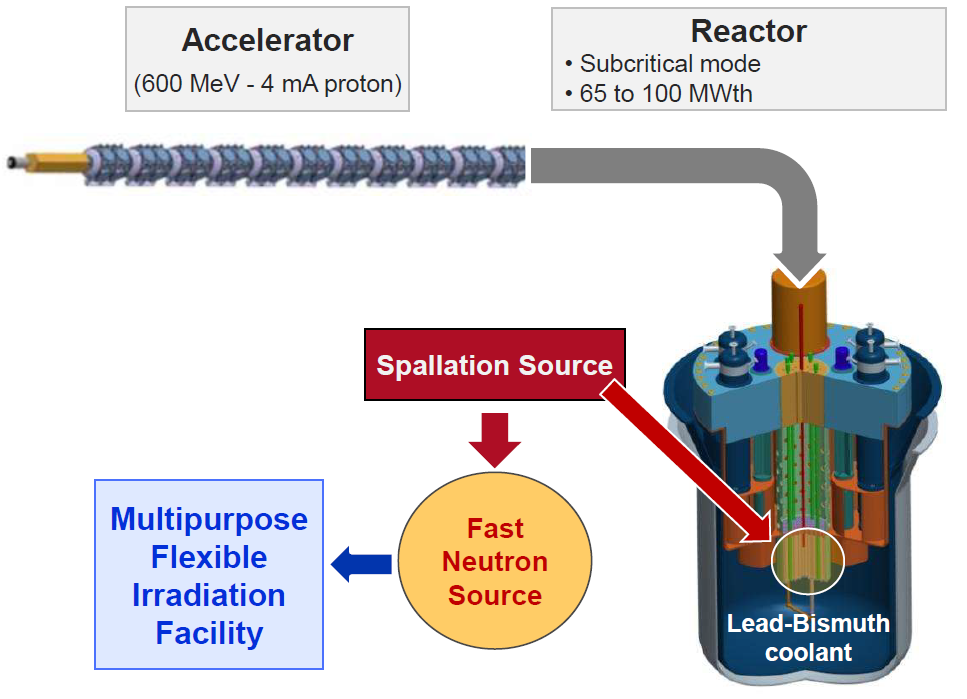 Accelerator
(600 MeV - 4 mA proton)
Reactor
• Subcritical mode
• 65 to 100 MWth
Spallation Source
Fast
Neutron
Source
Multipurpose
Flexible
Irradiation
Facility
Lead-Bismuth
coolant